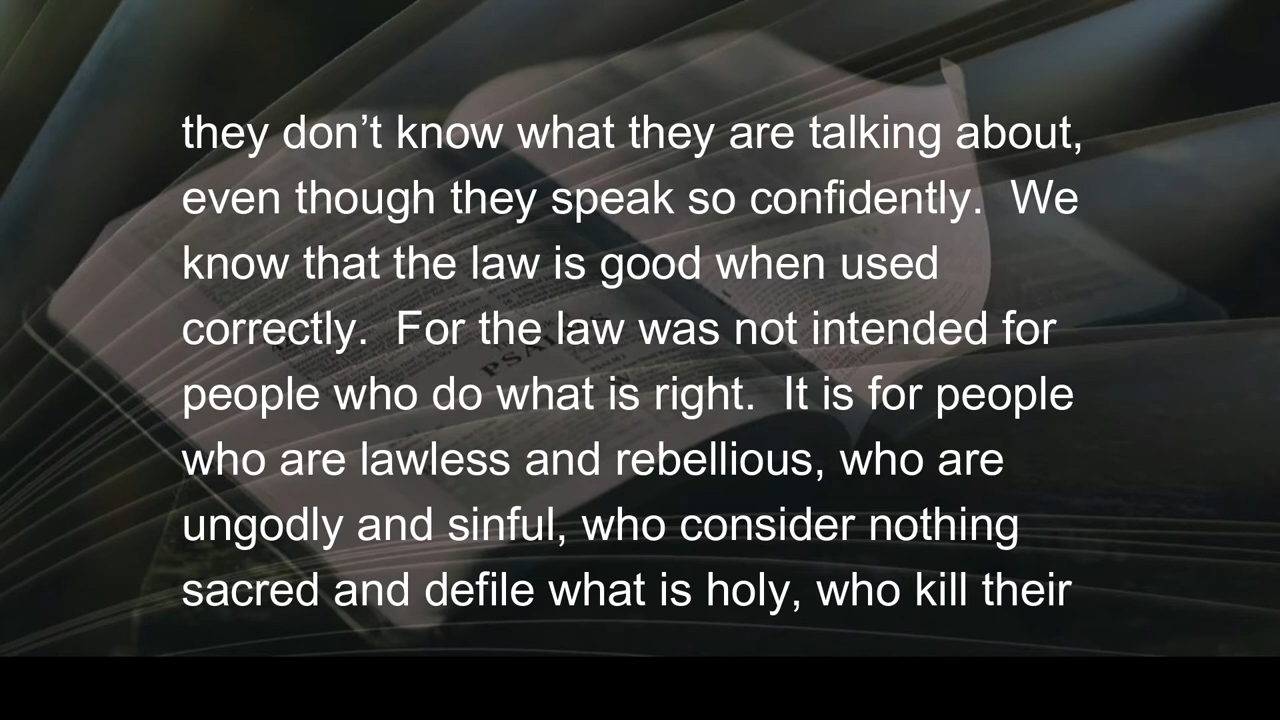 they don’t know what they are talking about,
even though they speak so confidently.  We
know that the law is good when used
correctly.  For the law was not intended for
people who do what is right.  It is for people
who are lawless and rebellious, who are
ungodly and sinful, who consider nothing
sacred and defile what is holy, who kill their